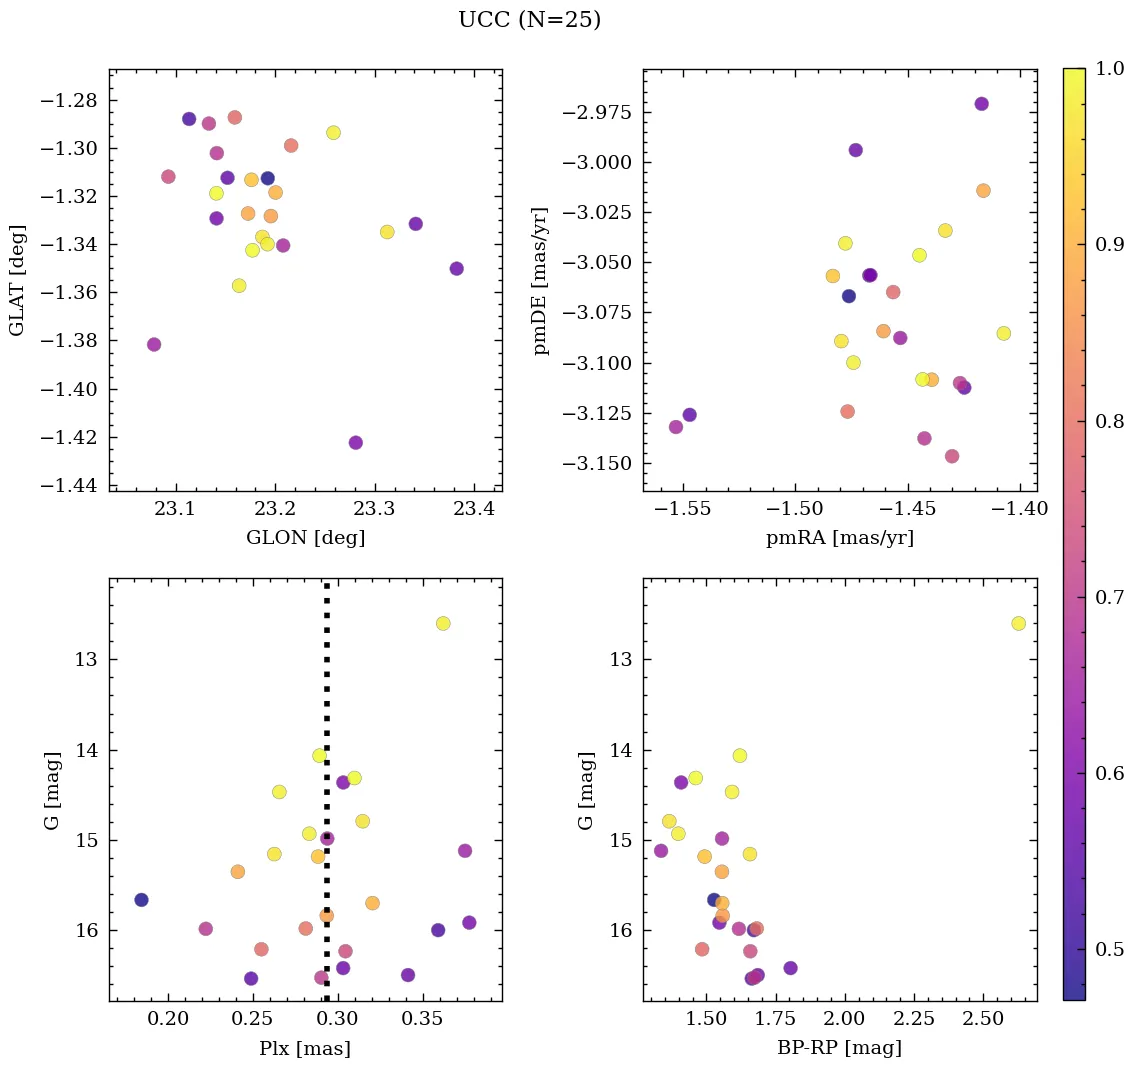 UCC (N=25)
−1.28
−1.30
−1.32
−1.34
−1.36
−1.38
−1.40
−1.42
−1.44
GLAT [deg]
23.1 23.2 23.3 23.4
GLON [deg]
−2.975
−3.000
−3.025
−3.050
−3.075
−3.100
−3.125
−3.150
pmDE [mas/yr]
−1.55 −1.50 −1.45 −1.40
pmRA [mas/yr]
13
14
15
16
G [mag]
0.20 0.25 0.30 0.35
Plx [mas]
13
14
15
16
G [mag]
1.50 1.75 2.00 2.25 2.50
BP-RP [mag]
1.0
0.9
0.8
0.7
0.6
0.5